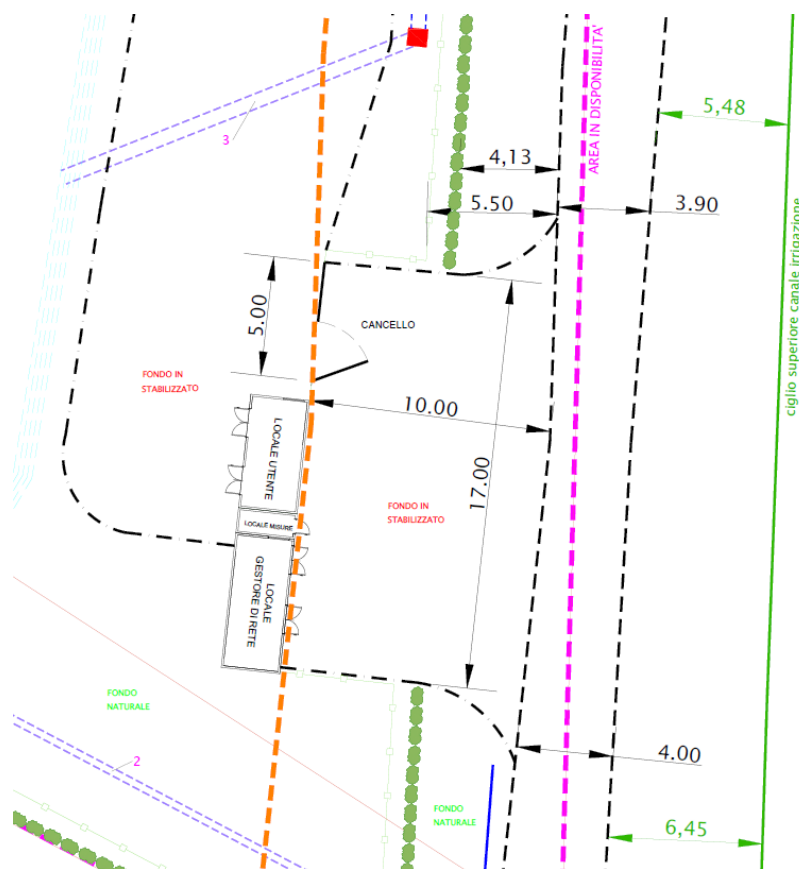 AREA IN DISPONIBILITA'
5,48
4,13
3
5.50
3.90
ciglio superiore canale irrigazione
5.00
CANCELLO
FONDO IN
STABILIZZATO
10.00
LOCALE UTENTE
17.00
FONDO IN
STABILIZZATO
LOCALE MISURE
LOCALE
GESTORE DI RETE
FONDO
NATURALE
4.00
2
FONDO
NATURALE
6,45